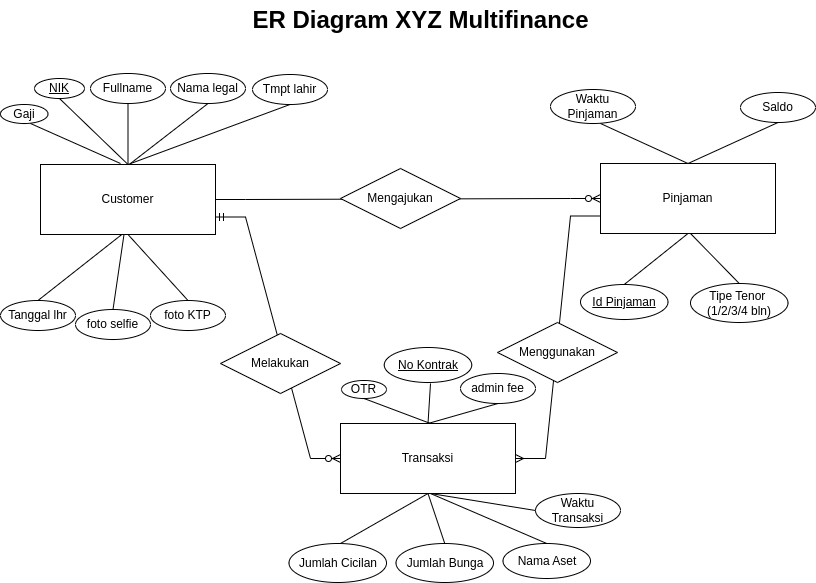 ER Diagram XYZ Multifinance
NIK
Fullname
Nama legal
Tmpt lahir
Gaji
Waktu
Pinjaman
Saldo
Customer
Mengajukan
Pinjaman
Tanggal lhr
foto selfie
foto KTP
Id Pinjaman
Tipe Tenor
(1/2/3/4 bln)
Melakukan
Menggunakan
No Kontrak
OTR
admin fee
Transaksi
Waktu
Transaksi
Jumlah Cicilan
Jumlah Bunga
Nama Aset